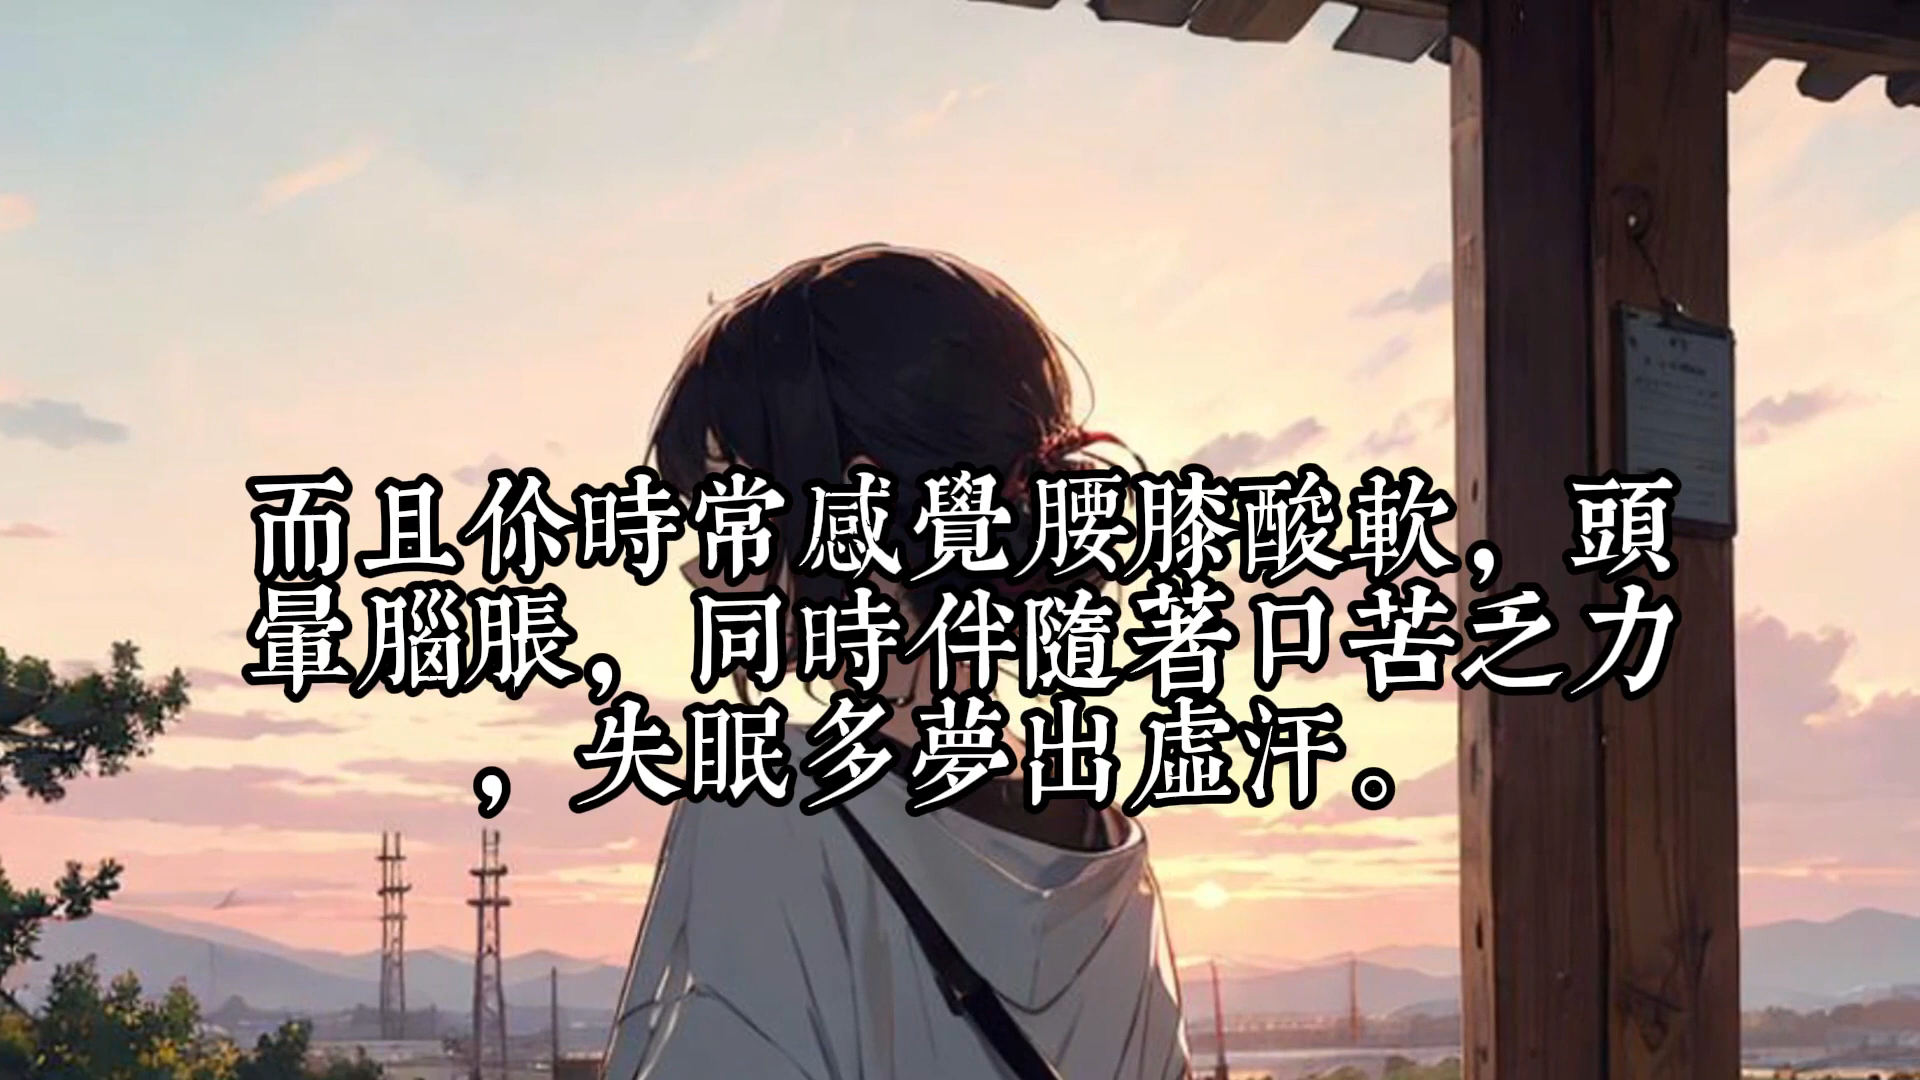 而且伱時常感覺腰膝酸軟，頭
暈腦脹，同時伴隨著口苦乏力
，失眠多夢出虛汗。